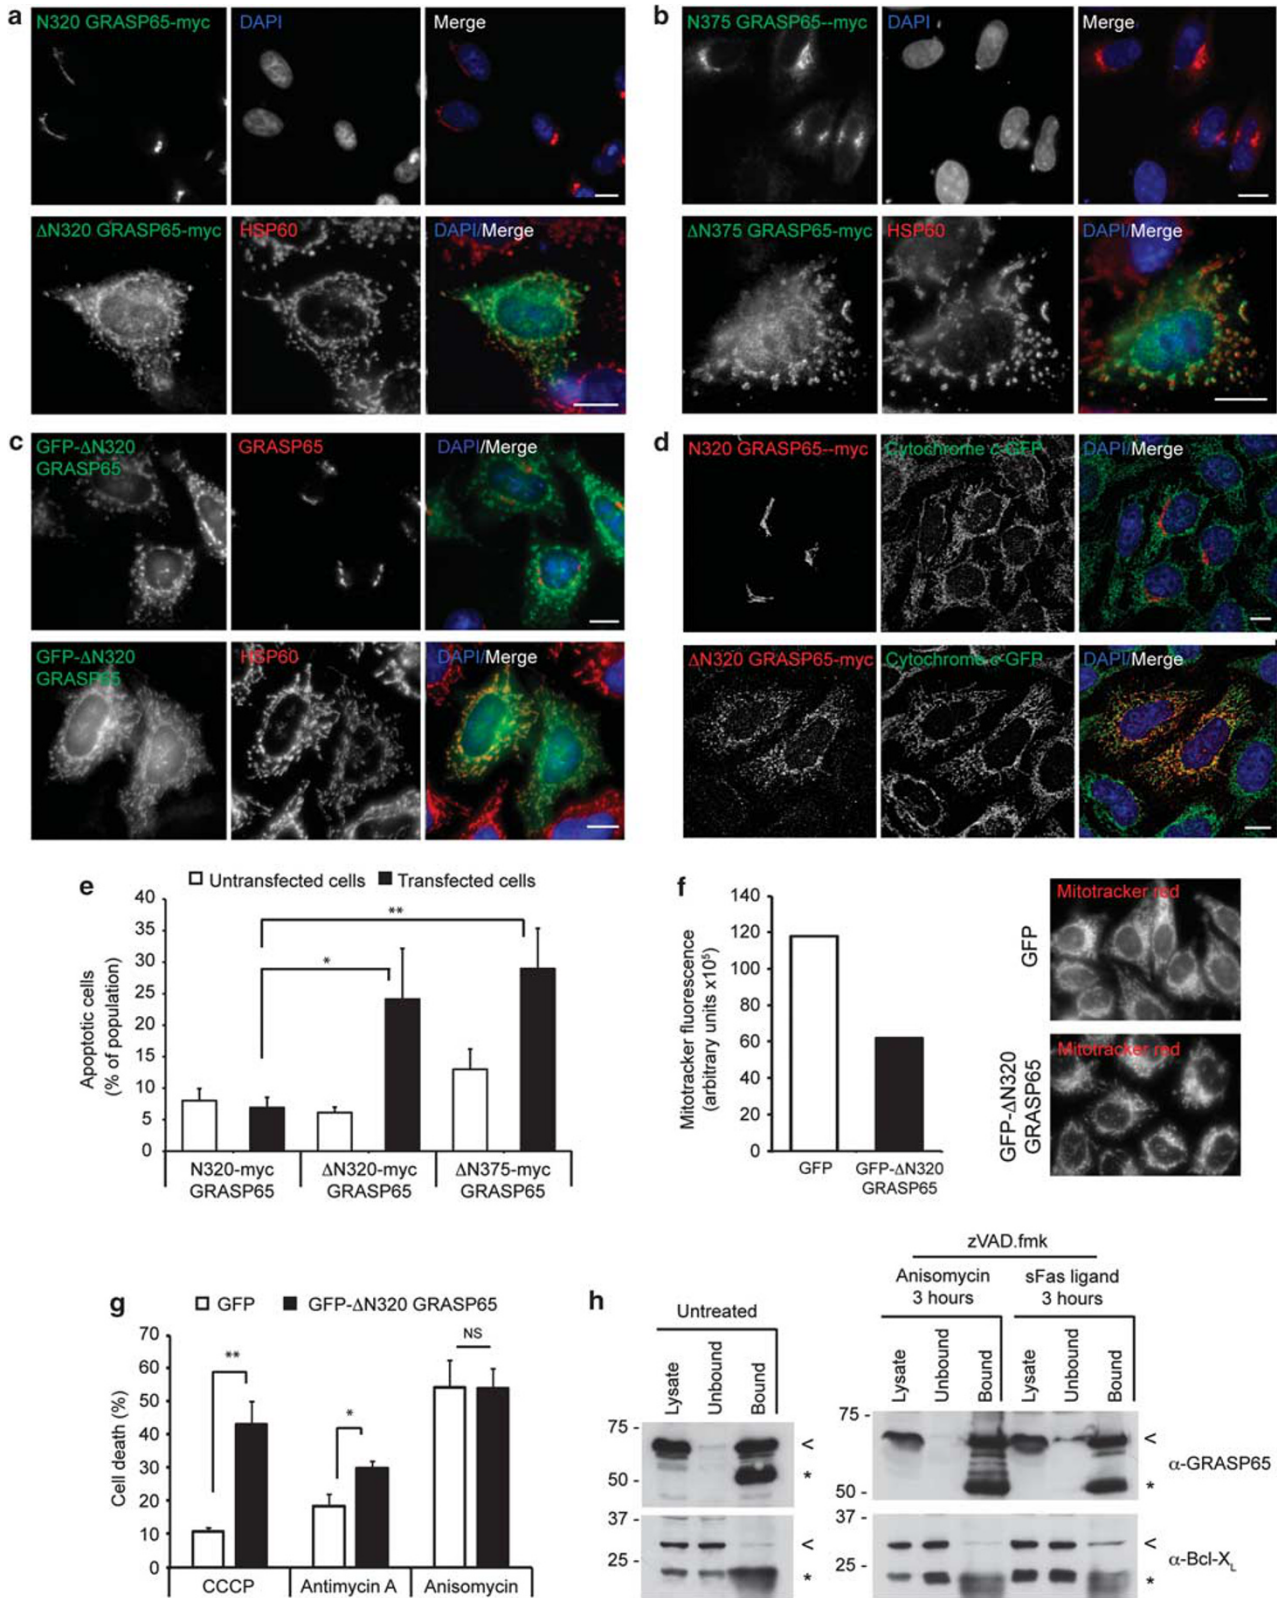 a
N320 GRASP65-myc
DAPI
Merge
ΔN320 GRASP65-myc
HSP60
DAPI/Merge
b
N375 GRASP65--myc
DAPI
Merge
ΔN375 GRASP65-myc
HSP60
DAPI/Merge
c
GFP-ΔN320
GRASP65
GRASP65
DAPI/Merge
GFP-ΔN320
GRASP65
HSP60
DAPI/Merge
d
N320 GRASP65--myc
Cytochrome c-GFP
DAPI/Merge
ΔN320 GRASP65-myc
Cytochrome c-GFP
DAPI/Merge
e
Untransfected cells
Transfected cells
Apoptotic cells
(% of population)
40
35
30
25
20
15
10
5
0
**
*
N320-myc
GRASP65
ΔN320-myc
GRASP65
ΔN375-myc
GRASP65
f
Mitotracker fluorescence
(arbitrary units x10⁵)
140
120
100
80
60
40
20
0
GFP
GFP-ΔN320
GRASP65
GFP
Mitotracker red
GFP-ΔN320
GRASP65
Mitotracker red
g
GFP
GFP-ΔN320 GRASP65
Cell death (%)
70
60
50
40
30
20
10
0
**
*
NS
CCCP
Antimycin A
Anisomycin
h
Untreated
Lysate
Unbound
Bound
75 -
50 -
37 -
25 -
<
*
<
*
zVAD.fmk
Anisomycin
3 hours
sFas ligand
3 hours
Lysate
Unbound
Bound
Lysate
Unbound
Bound
75 -
50 -
37 -
25 -
<
*
<
*
α-GRASP65
α-Bcl-X_L